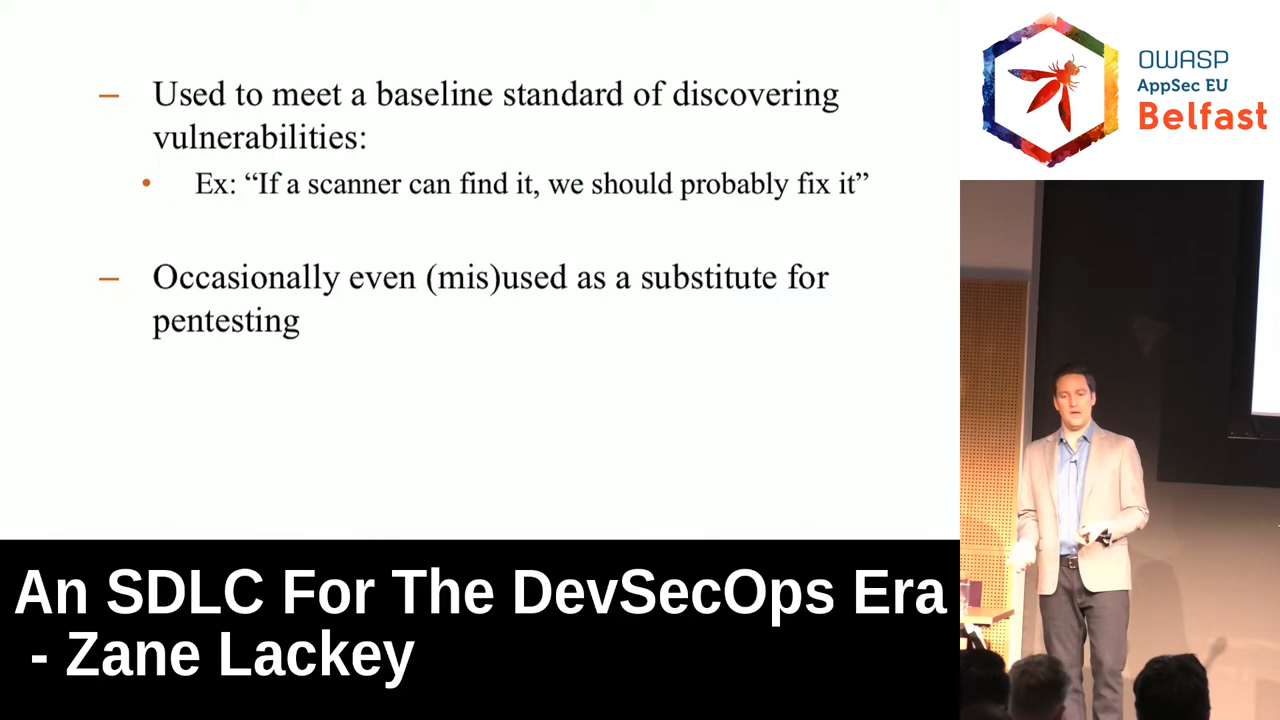 – Used to meet a baseline standard of discovering
vulnerabilities:
• Ex: “If a scanner can find it, we should probably fix it”
– Occasionally even (mis)used as a substitute for
pentesting
OWASP
AppSec EU
Belfast
An SDLC For The DevSecOps Era
- Zane Lackey